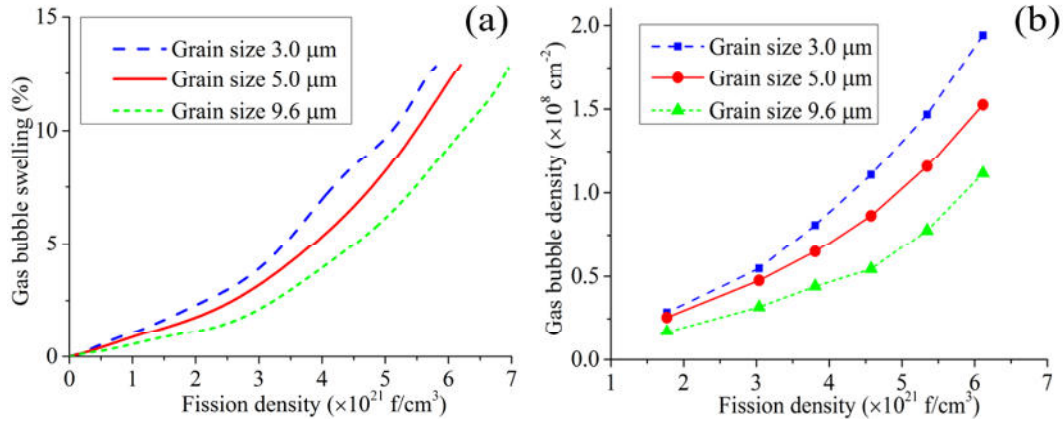 (a)
Gas bubble swelling (%)
15
10
5
0
Grain size 3.0 μm
Grain size 5.0 μm
Grain size 9.6 μm
0 1 2 3 4 5 6 7
Fission density (×10²¹ f/cm³)
(b)
Gas bubble density (×10⁸ cm⁻²)
2.0
1.5
1.0
0.5
0.0
Grain size 3.0 μm
Grain size 5.0 μm
Grain size 9.6 μm
1 2 3 4 5 6 7
Fission density (×10²¹ f/cm³)